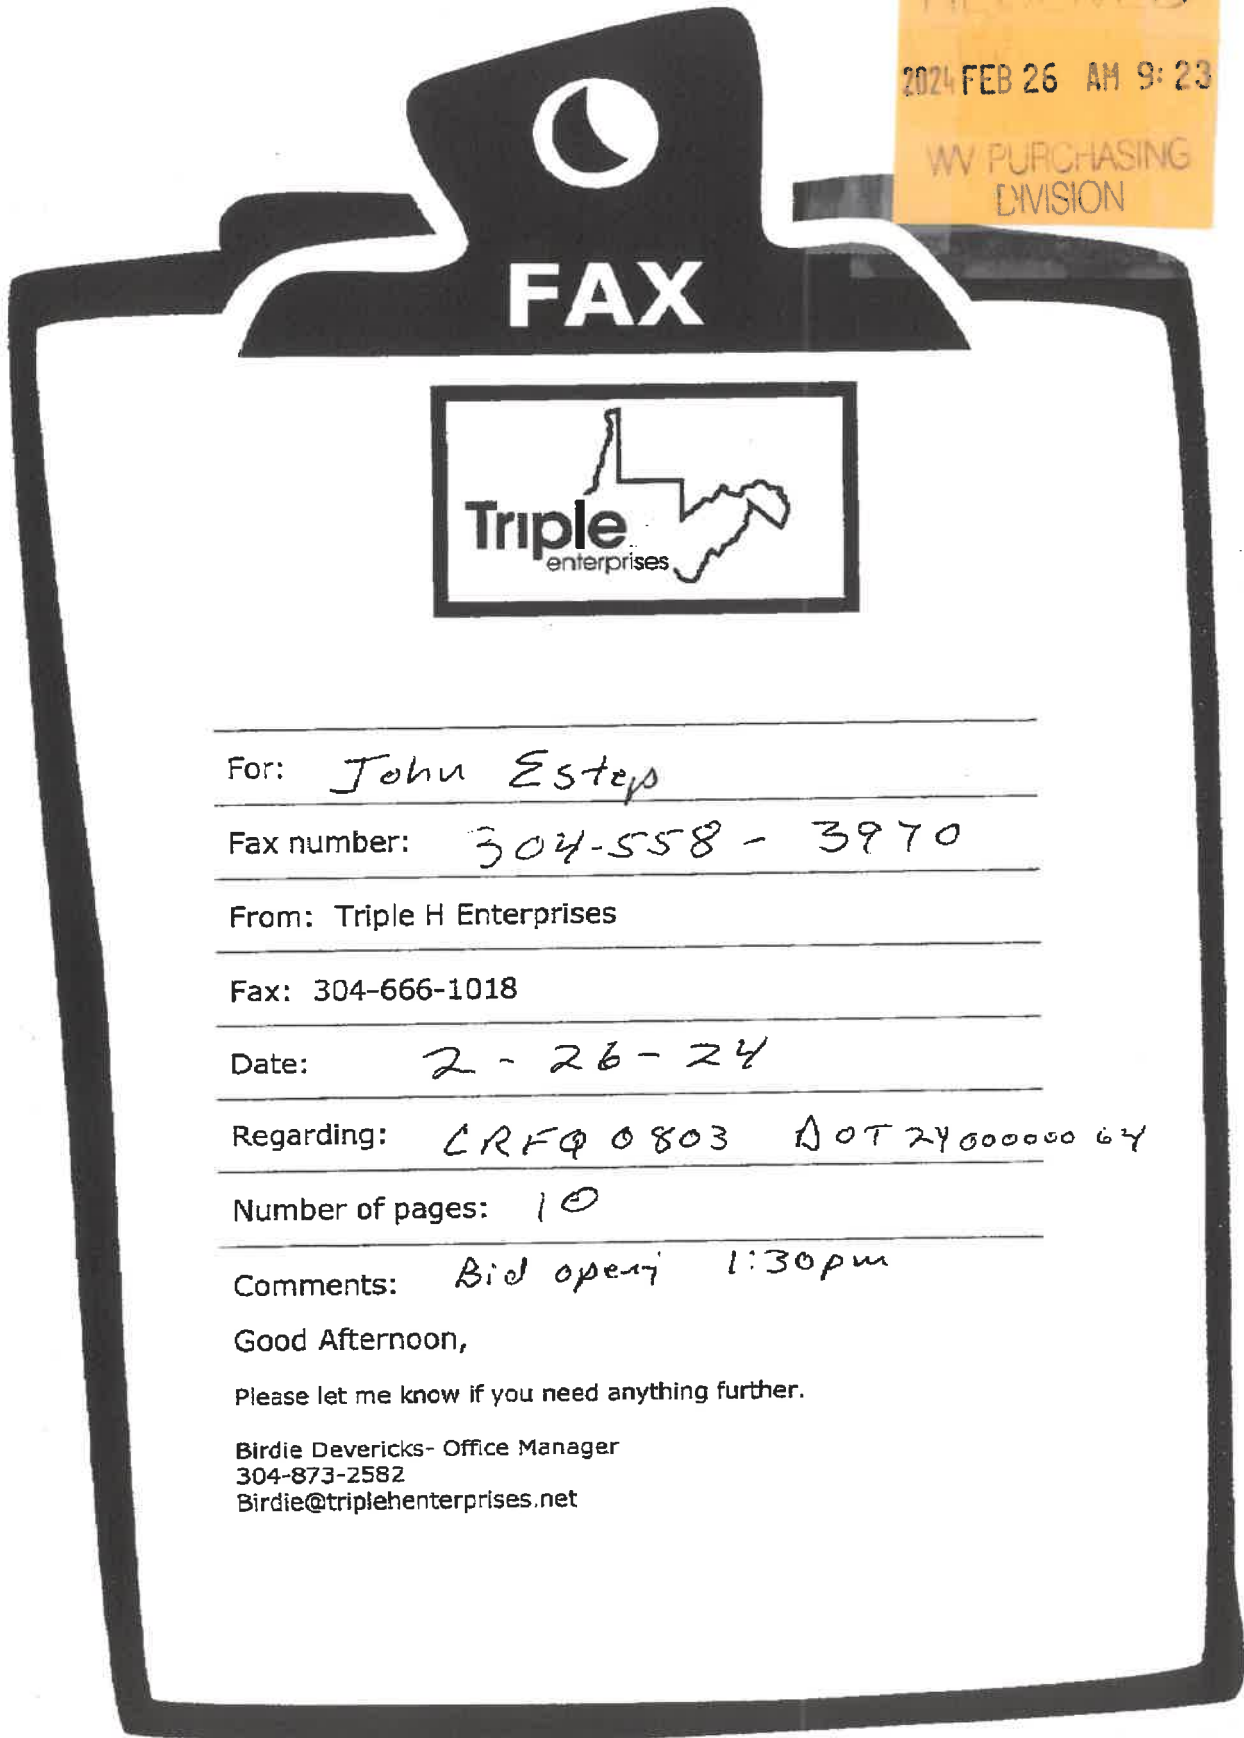 RECEIVED
2024 FEB 26 AM 9:23
WV PURCHASING
DIVISION
FAX
Triple
enterprises
For: John Estep
Fax number: 304-558-3970
From: Triple H Enterprises
Fax: 304-666-1018
Date: 2-26-24
Regarding: CRFQ 0803 DOT2400000064
Number of pages: 10
Comments: Bid opening 1:30pm
Good Afternoon,
Please let me know if you need anything further.
Birdie Devericks- Office Manager
304-873-2582
Birdie@triplehenterprises.net